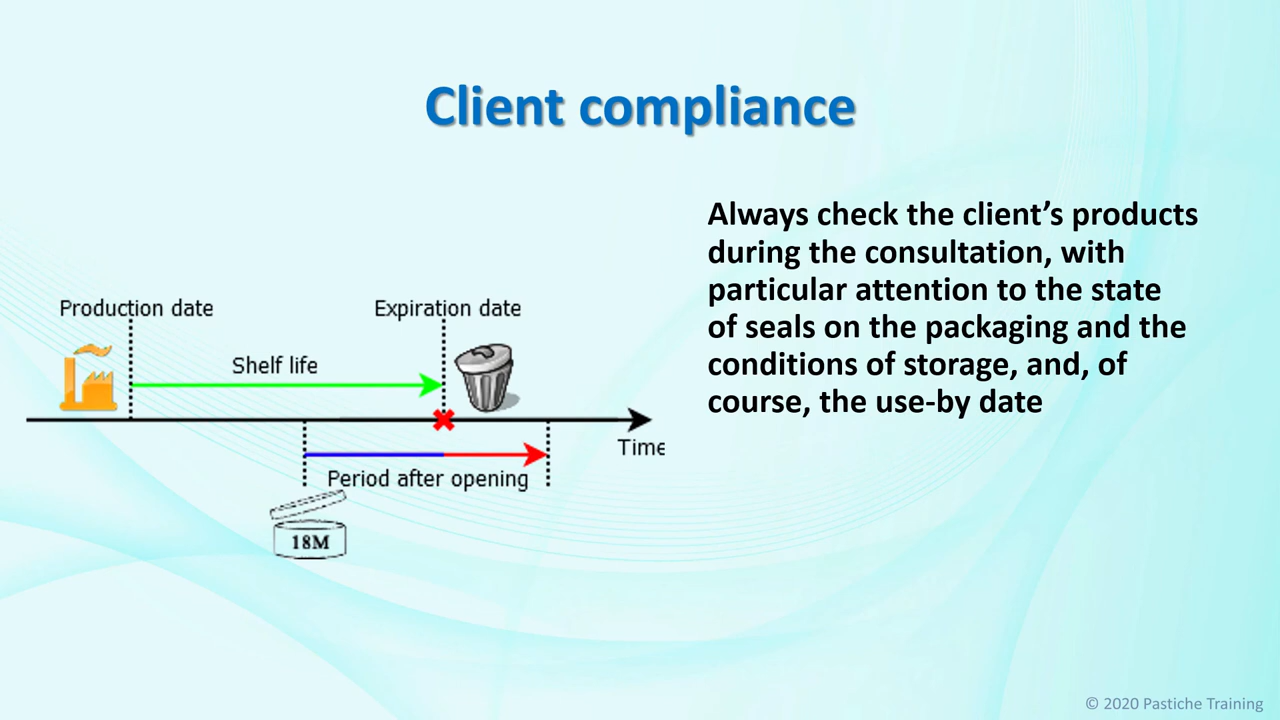 Client compliance
Always check the client’s products
during the consultation, with
particular attention to the state
of seals on the packaging and the
conditions of storage, and, of
course, the use-by date
Production date
Expiration date
Shelf life
Time
Period after opening
18M
© 2020 Pastiche Training